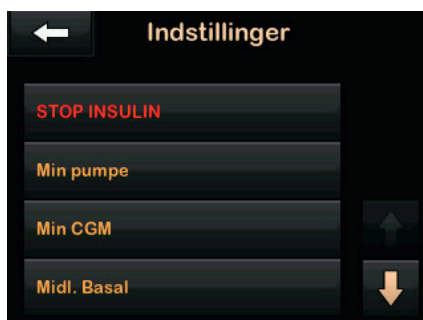 Indstillinger
STOP INSULIN
Min pumpe
Min CGM
Midl. Basal